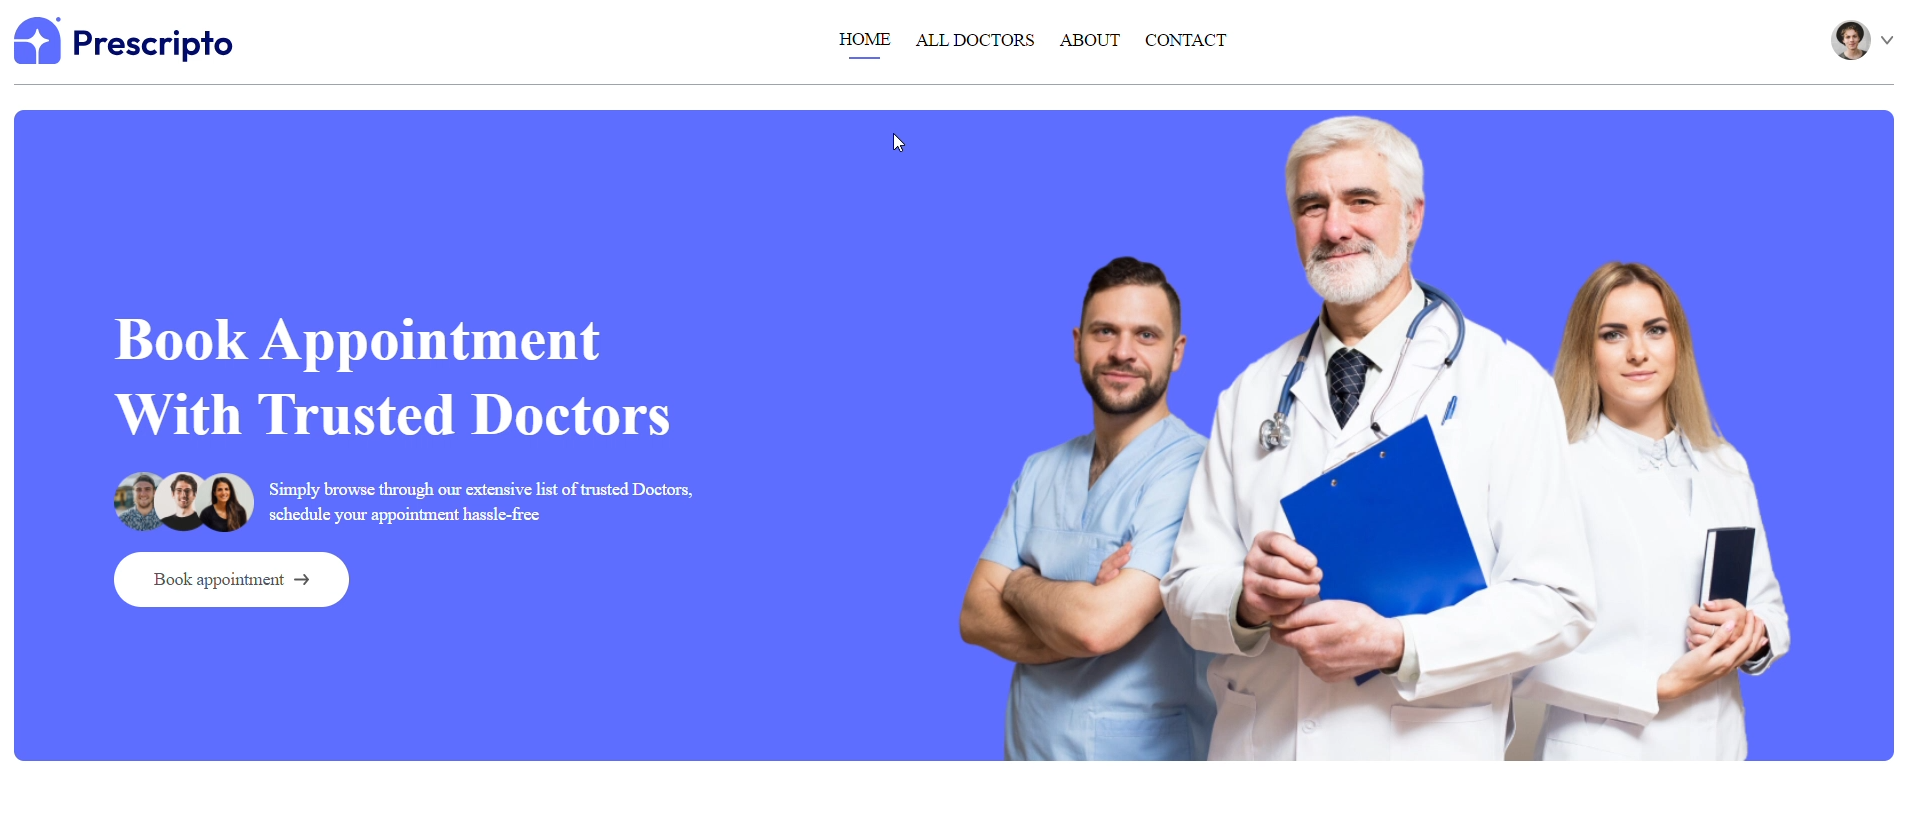 Prescripto
HOME
ALL DOCTORS
ABOUT
CONTACT
Book Appointment
With Trusted Doctors
Simply browse through our extensive list of trusted Doctors,
schedule your appointment hassle-free
Book appointment